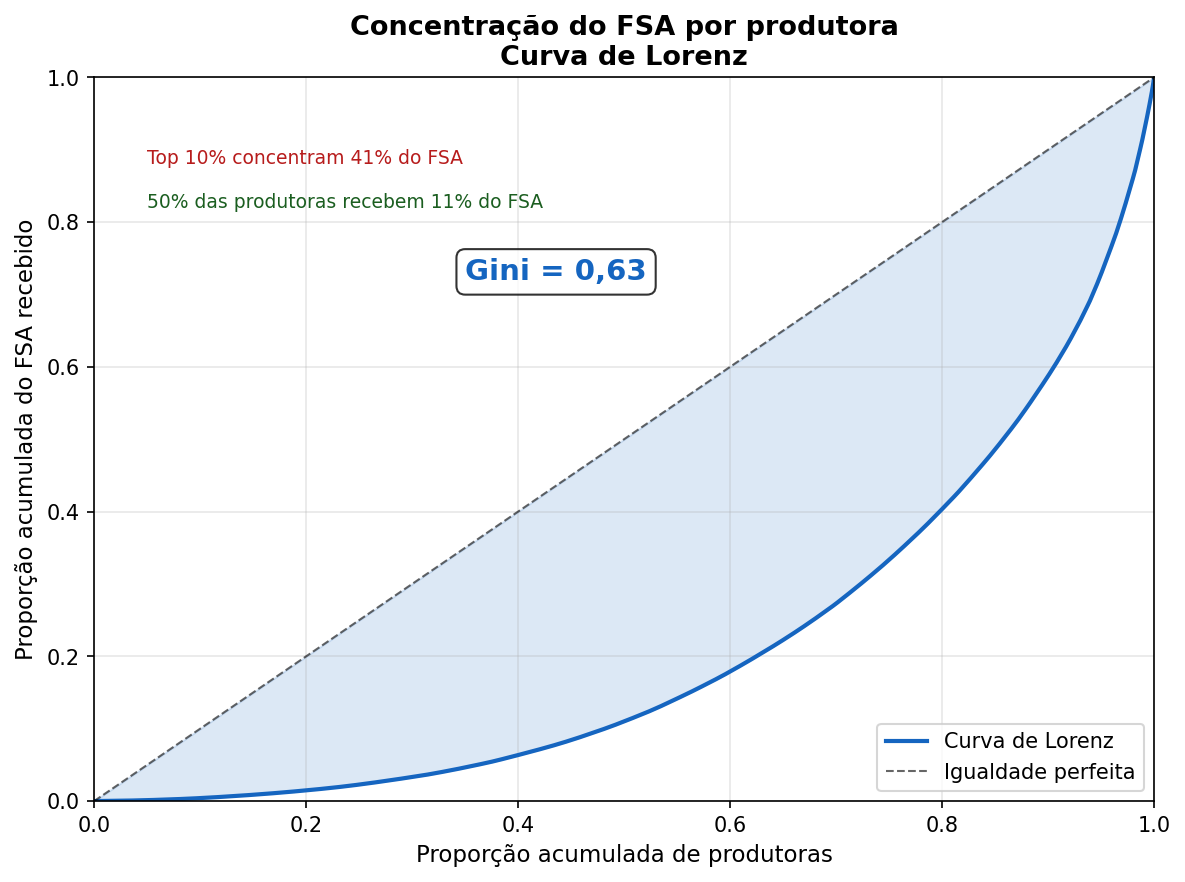 Concentração do FSA por produtora
Curva de Lorenz
Proporção acumulada do FSA recebido
1.0
0.8
0.6
0.4
0.2
0.0
Top 10% concentram 41% do FSA
50% das produtoras recebem 11% do FSA
Gini = 0,63
Curva de Lorenz
Igualdade perfeita
0.0 0.2 0.4 0.6 0.8 1.0
Proporção acumulada de produtoras